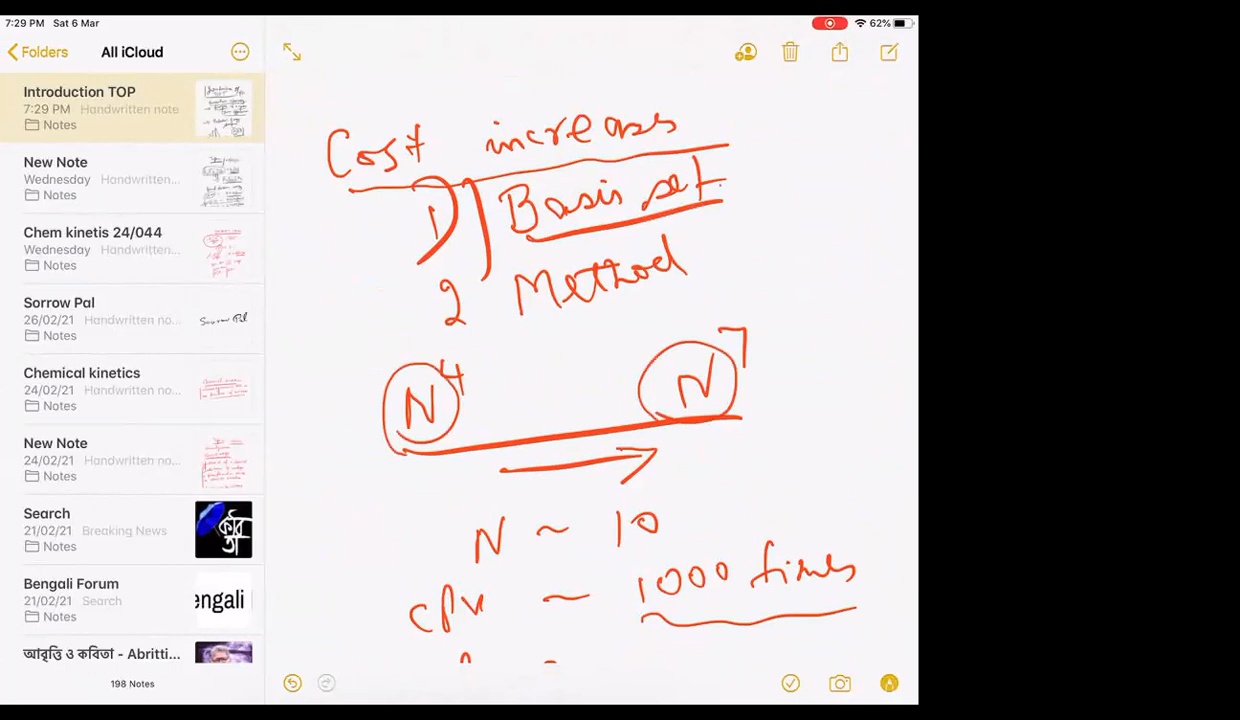 7:29 PM Sat 6 Mar
62%
Folders
All iCloud
Introduction TOP
7:29 PM Handwritten note
Notes
New Note
Wednesday Handwritten...
Notes
Chem kinetis 24/044
Wednesday Handwritten...
Notes
Sorrow Pal
26/02/21 Handwritten no...
Notes
Chemical kinetics
24/02/21 Handwritten no...
Notes
New Note
24/02/21 Handwritten no...
Notes
Search
21/02/21 Breaking News
Notes
Bengali Forum
21/02/21 Search
Notes
engali
আবৃত্তি ও কবিতা - Abritti...
198 Notes
Cost increases
1) Basis set.
2 Method
N⁴ N⁷
N ~ 10
CPU ~ 1000 times